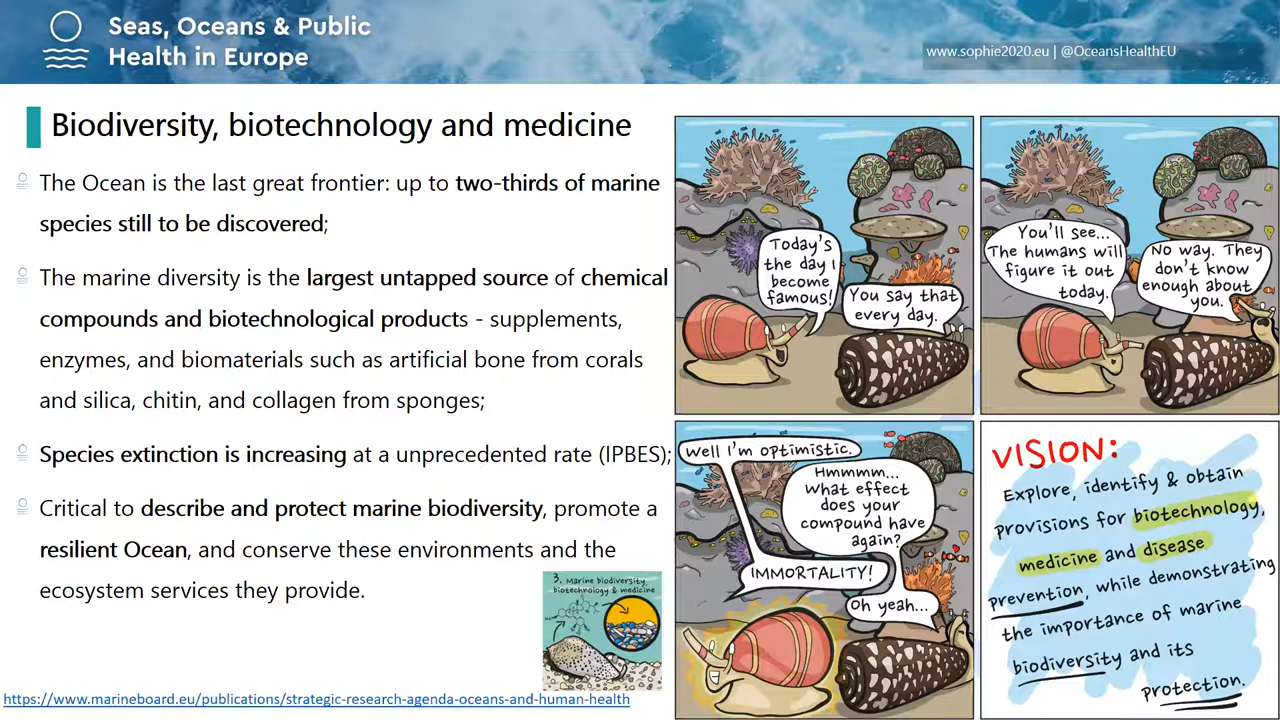 Seas, Oceans & Public
Health in Europe
www.sophie2020.eu | @OceansHealthEU
Biodiversity, biotechnology and medicine
The Ocean is the last great frontier: up to two-thirds of marine
species still to be discovered;
The marine diversity is the largest untapped source of chemical
compounds and biotechnological products - supplements,
enzymes, and biomaterials such as artificial bone from corals
and silica, chitin, and collagen from sponges;
Species extinction is increasing at a unprecedented rate (IPBES);
Critical to describe and protect marine biodiversity, promote a
resilient Ocean, and conserve these environments and the
ecosystem services they provide.
3. Marine biodiversity,
biotechnology & medicine
https://www.marineboard.eu/publications/strategic-research-agenda-oceans-and-human-health
Today's
the day I
become
famous!
You say that
every day.
You'll see...
The humans will
figure it out
today.
No way. They
don't know
enough about
you.
Well I'm optimistic.
Hmmmm...
What effect
does your
compound have
again?
IMMORTALITY!
Oh yeah...
VISION:
Explore, identify & obtain
provisions for biotechnology,
medicine and disease
prevention, while demonstrating
the importance of marine
biodiversity and its
protection.